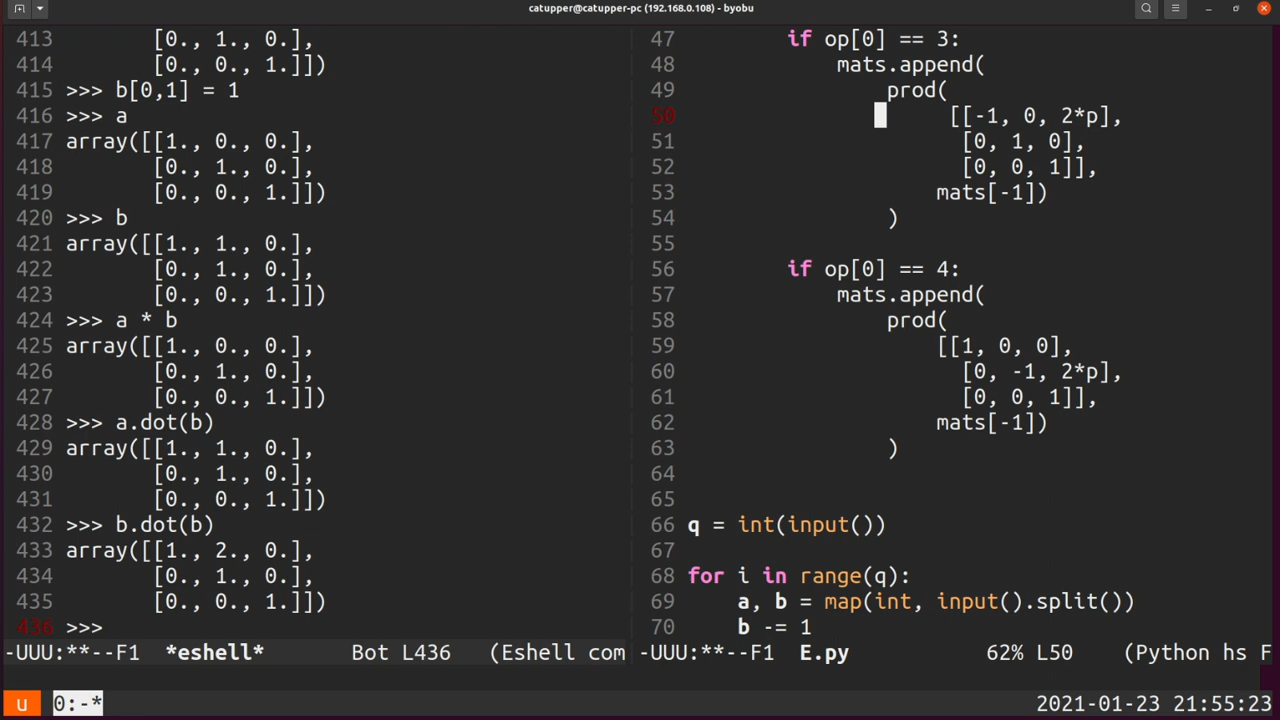 catupper@catupper-pc (192.168.0.108) - byobu
413        [0., 1., 0.],
414        [0., 0., 1.]])
415 >>> b[0,1] = 1
416 >>> a
417 array([[1., 0., 0.],
418        [0., 1., 0.],
419        [0., 0., 1.]])
420 >>> b
421 array([[1., 1., 0.],
422        [0., 1., 0.],
423        [0., 0., 1.]])
424 >>> a * b
425 array([[1., 0., 0.],
426        [0., 1., 0.],
427        [0., 0., 1.]])
428 >>> a.dot(b)
429 array([[1., 1., 0.],
430        [0., 1., 0.],
431        [0., 0., 1.]])
432 >>> b.dot(b)
433 array([[1., 2., 0.],
434        [0., 1., 0.],
435        [0., 0., 1.]])
436 >>>
-UUU:**--F1  *eshell*       Bot L436   (Eshell com
47         if op[0] == 3:
48             mats.append(
49                 prod(
50                      [[-1, 0, 2*p],
51                       [0, 1, 0],
52                       [0, 0, 1]],
53                     mats[-1])
54                 )
55
56         if op[0] == 4:
57             mats.append(
58                 prod(
59                     [[1, 0, 0],
60                       [0, -1, 2*p],
61                       [0, 0, 1]],
62                     mats[-1])
63                 )
64
65
66 q = int(input())
67
68 for i in range(q):
69     a, b = map(int, input().split())
70     b -= 1
-UUU:**--F1  E.py           62% L50    (Python hs F
u 0:-* 2021-01-23 21:55:23